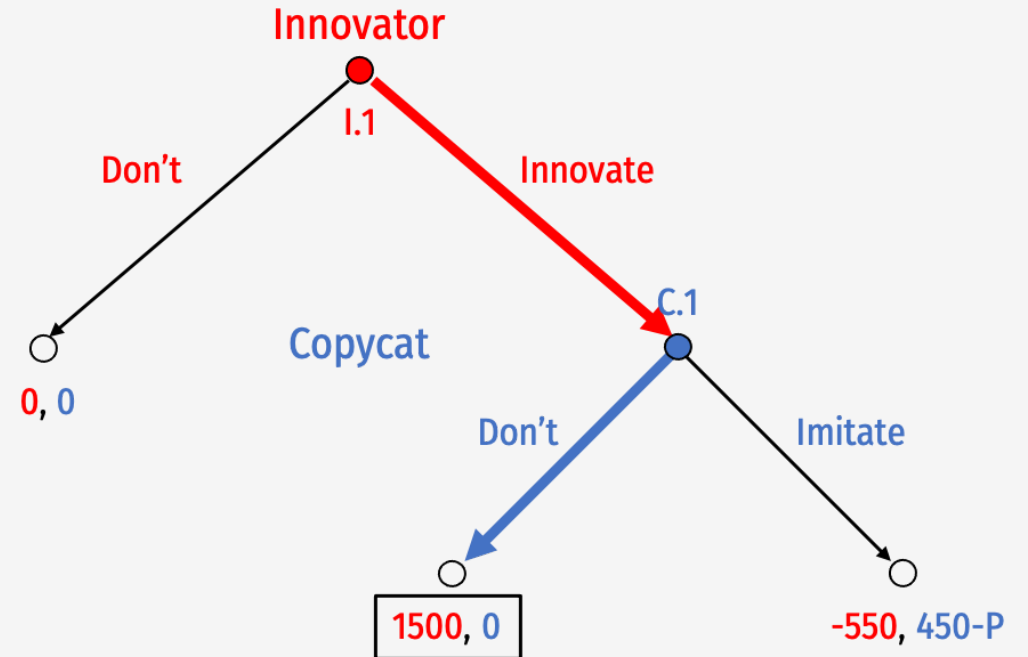 Innovator
I.1
Don't
Innovate
C.1
Copycat
0, 0
Don't
Imitate
1500, 0
-550, 450-P